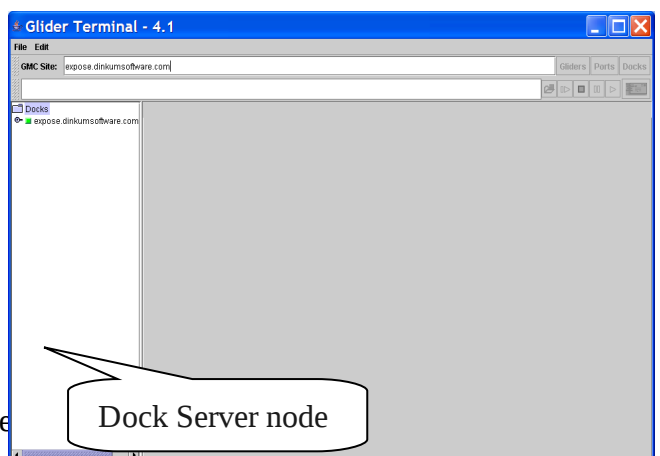 Glider Terminal - 4.1
File Edit
GMC Site: expose.dinkumsoftware.com
Gliders Ports Docks
Docks
expose.dinkumsoftware.com
Dock Server node
e